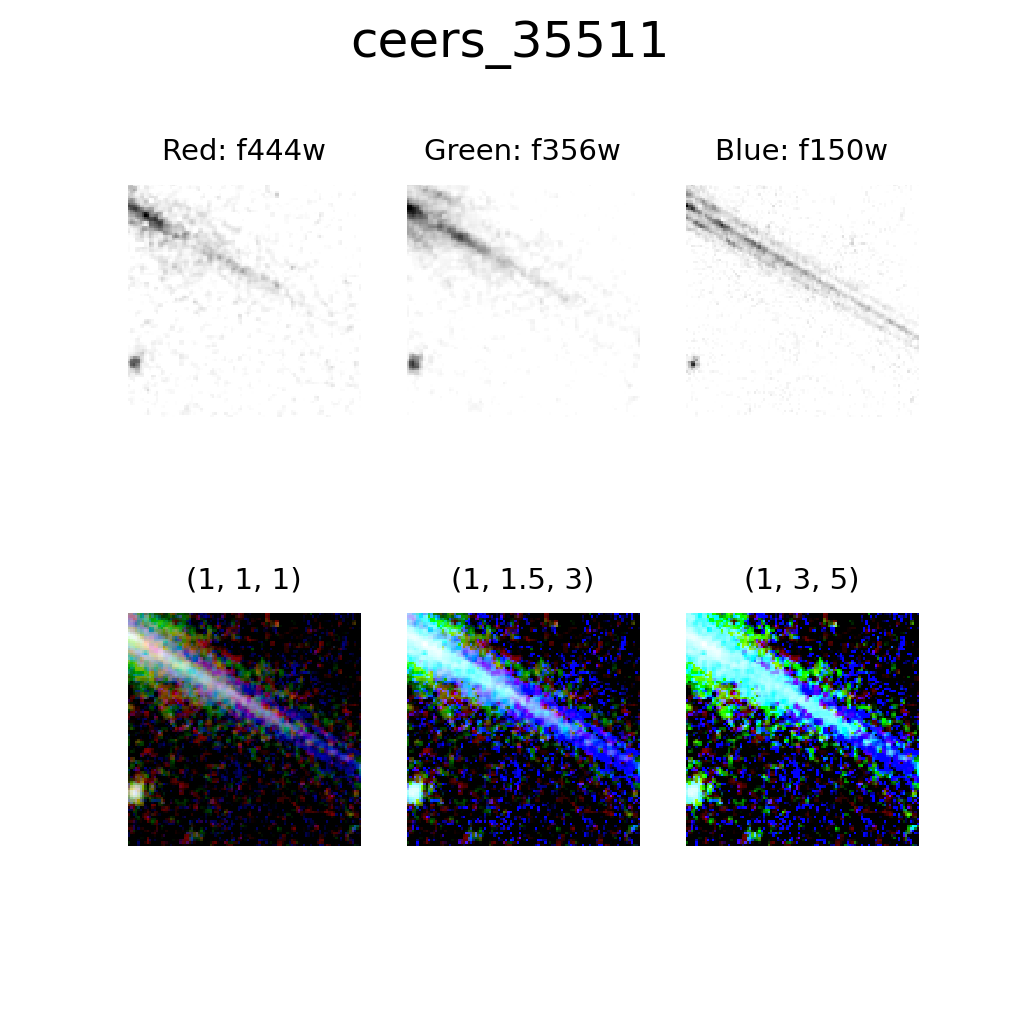 ceers_35511
Red: f444w
Green: f356w
Blue: f150w
(1, 1, 1)
(1, 1.5, 3)
(1, 3, 5)